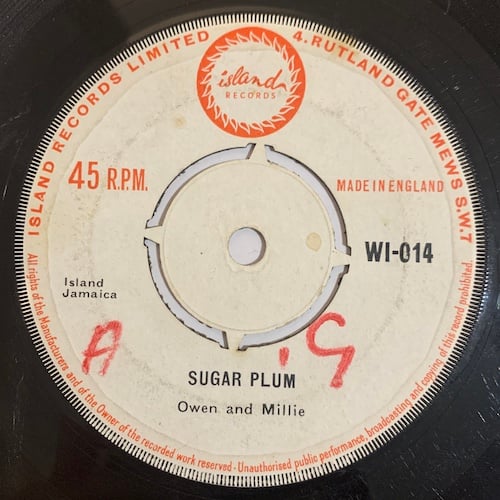 ISLAND RECORDS LIMITED
4. RUTLAND GATE MEWS S.W.7
island
RECORDS
45 R.P.M.
MADE IN ENGLAND
WI-014
Island
Jamaica
A
'G
SUGAR PLUM
Owen and Millie
All rights of the Manufacturers and of the Owner of the recorded work reserved - Unauthorised public performance, broadcasting and copying of this record prohibited.